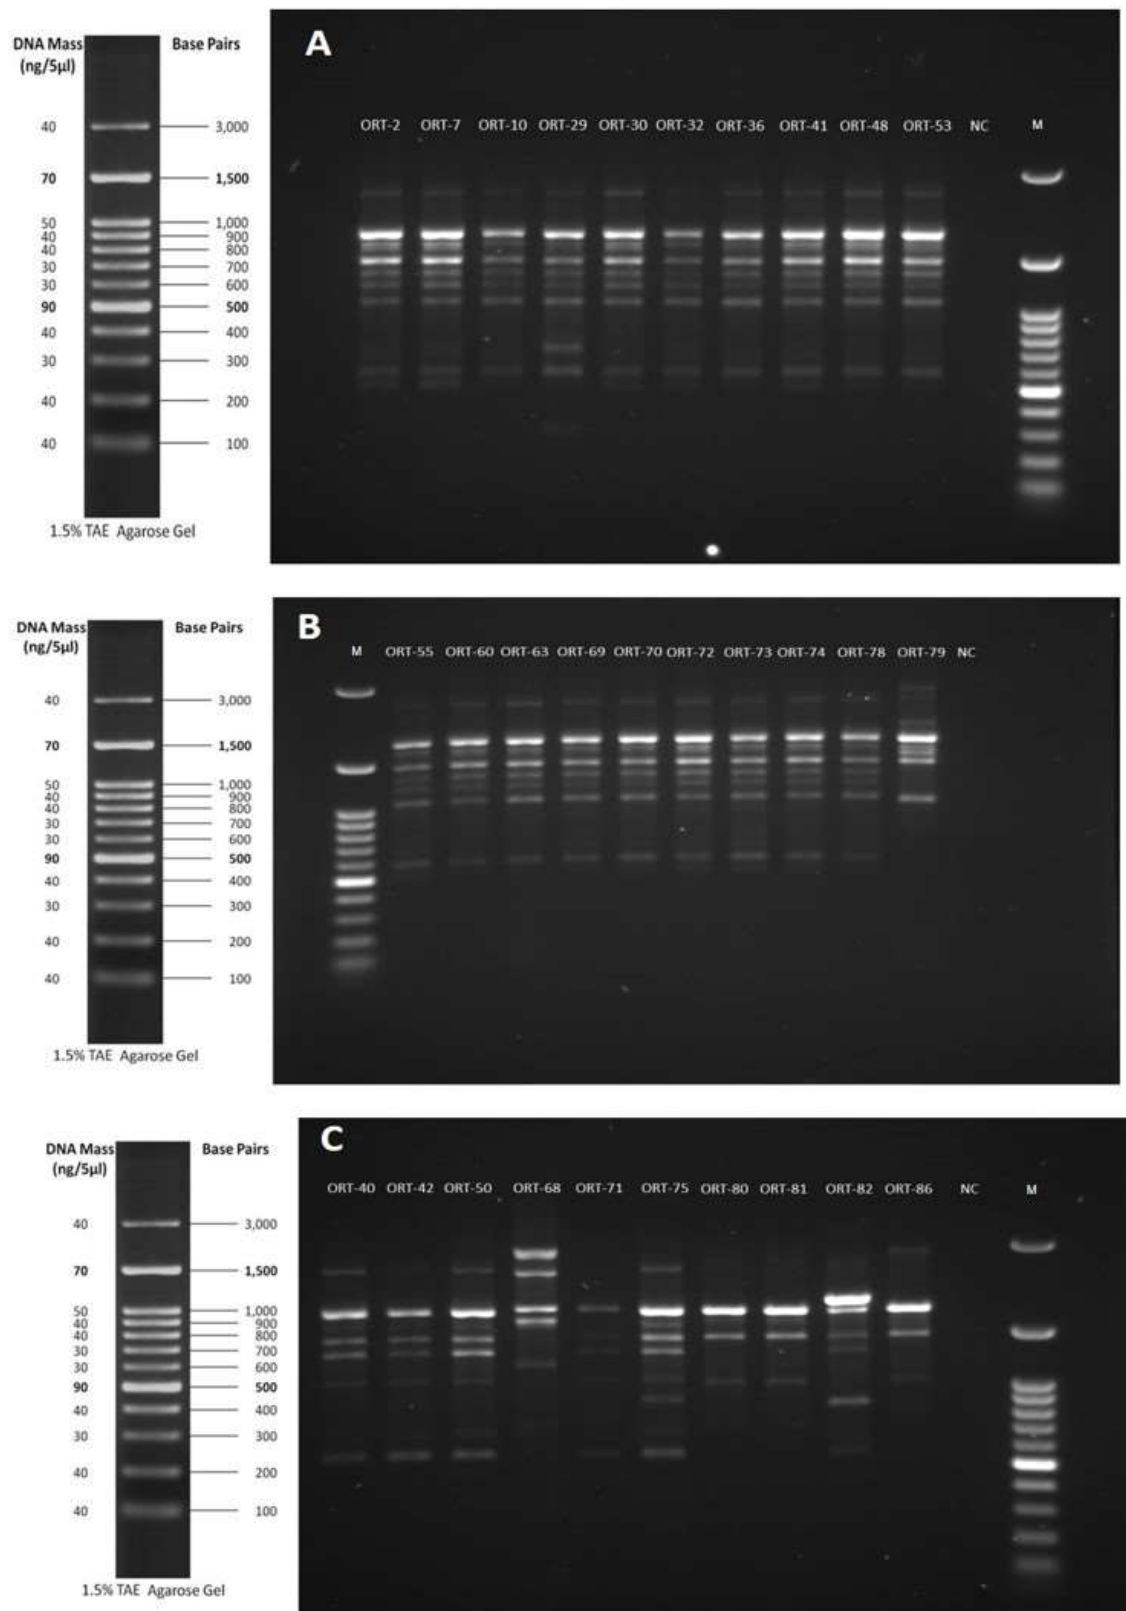 A
DNA Mass Base Pairs
(ng/5µl)
40 3,000
70 1,500
50 1,000
40 900
40 800
30 700
30 600
90 500
40 400
30 300
40 200
40 100
1.5% TAE Agarose Gel
ORT-2 ORT-7 ORT-10 ORT-29 ORT-30 ORT-32 ORT-36 ORT-41 ORT-48 ORT-53 NC M
B
DNA Mass Base Pairs
(ng/5µl)
40 3,000
70 1,500
50 1,000
40 900
40 800
30 700
30 600
90 500
40 400
30 300
40 200
40 100
1.5% TAE Agarose Gel
M ORT-55 ORT-60 ORT-63 ORT-69 ORT-70 ORT-72 ORT-73 ORT-74 ORT-78 ORT-79 NC
C
DNA Mass Base Pairs
(ng/5µl)
40 3,000
70 1,500
50 1,000
40 900
40 800
30 700
30 600
90 500
40 400
30 300
40 200
40 100
1.5% TAE Agarose Gel
ORT-40 ORT-42 ORT-50 ORT-68 ORT-71 ORT-75 ORT-80 ORT-81 ORT-82 ORT-86 NC M